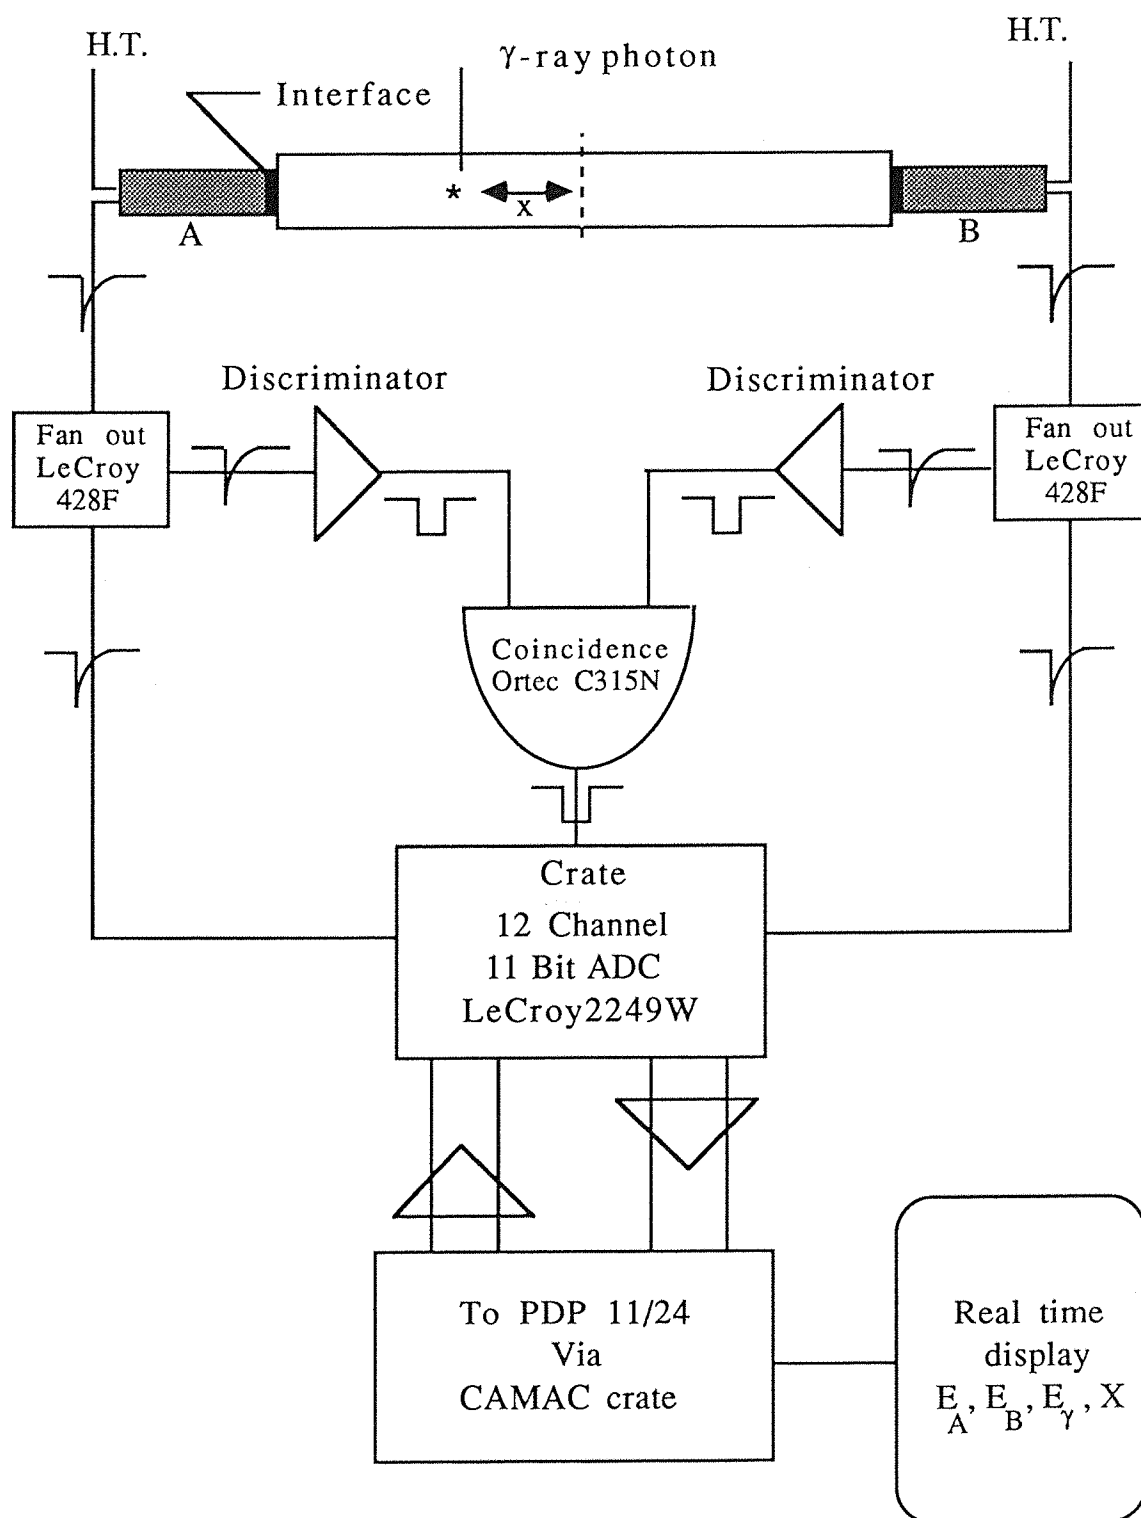 H.T.
γ-ray photon
H.T.
Interface
*
x
A
B
Discriminator
Discriminator
Fan out
LeCroy
428F
Fan out
LeCroy
428F
Coincidence
Ortec C315N
Crate
12 Channel
11 Bit ADC
LeCroy2249W
To PDP 11/24
Via
CAMAC crate
Real time
display
E_A, E_B, E_γ, X